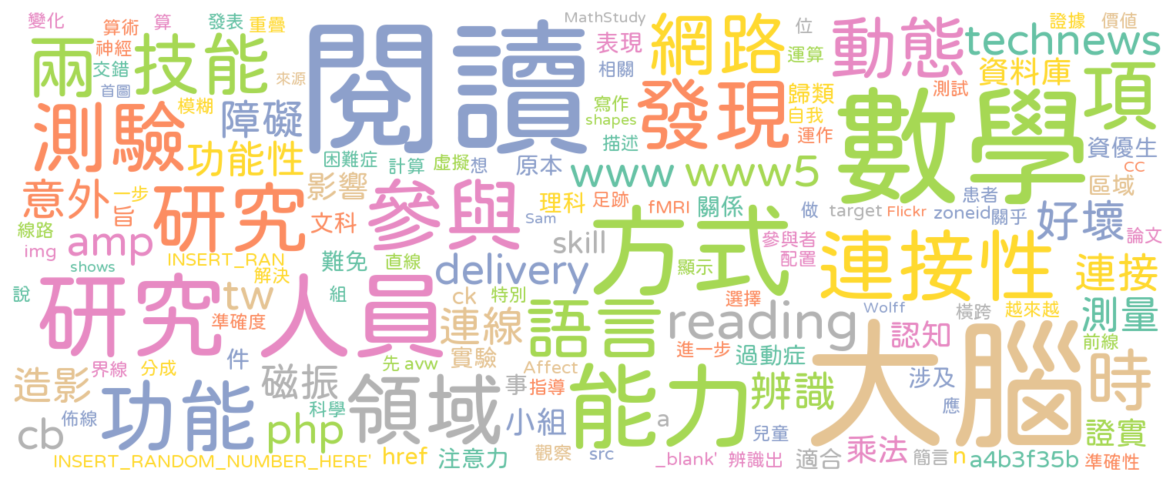 變化 算術 算 發表 重疊 MathStudy 位 證據 價值
兩 技能 閱讀 表現 網路 運算 動態 technews
神經 交錯 首圖 來源 相關 資料庫 項
測驗 模糊 障礙 寫作 shapes 發現 歸類 自我 測試 數學
功能性 困難症 計算 虛擬 想 原本 描述 運作 資優生 CC
意外 一步 旨 研究 影響 參與 www www5 區域
線路 文科 理科 足跡 fMRI 關係 做 target Flickr zoneid 患者 關乎 好壞 論文
img amp Sam skill 方式 參與者 配置
shows INSERT_RAN 解決 難免 直線 delivery 顯示 連接性 連接
說 研究人員 tw 組 ck 特別 語言 選擇 Wolff 橫跨 越來越 測量
準確度 連線 reading 認知 前線
界線 分成 件 先 avw 實驗 Affect 進一步 過動症 大腦 時
造影 磁振 領域 事 指導 能力 辨識 涉及
佈線 功能 科學 小組 a 應 證實
cb php 兒童 乘法
INSERT_RANDOM_NUMBER_HERE' href 注意力 觀察 src _blank' 辨識出 適合 簡言 n a4b3f35b 準確性